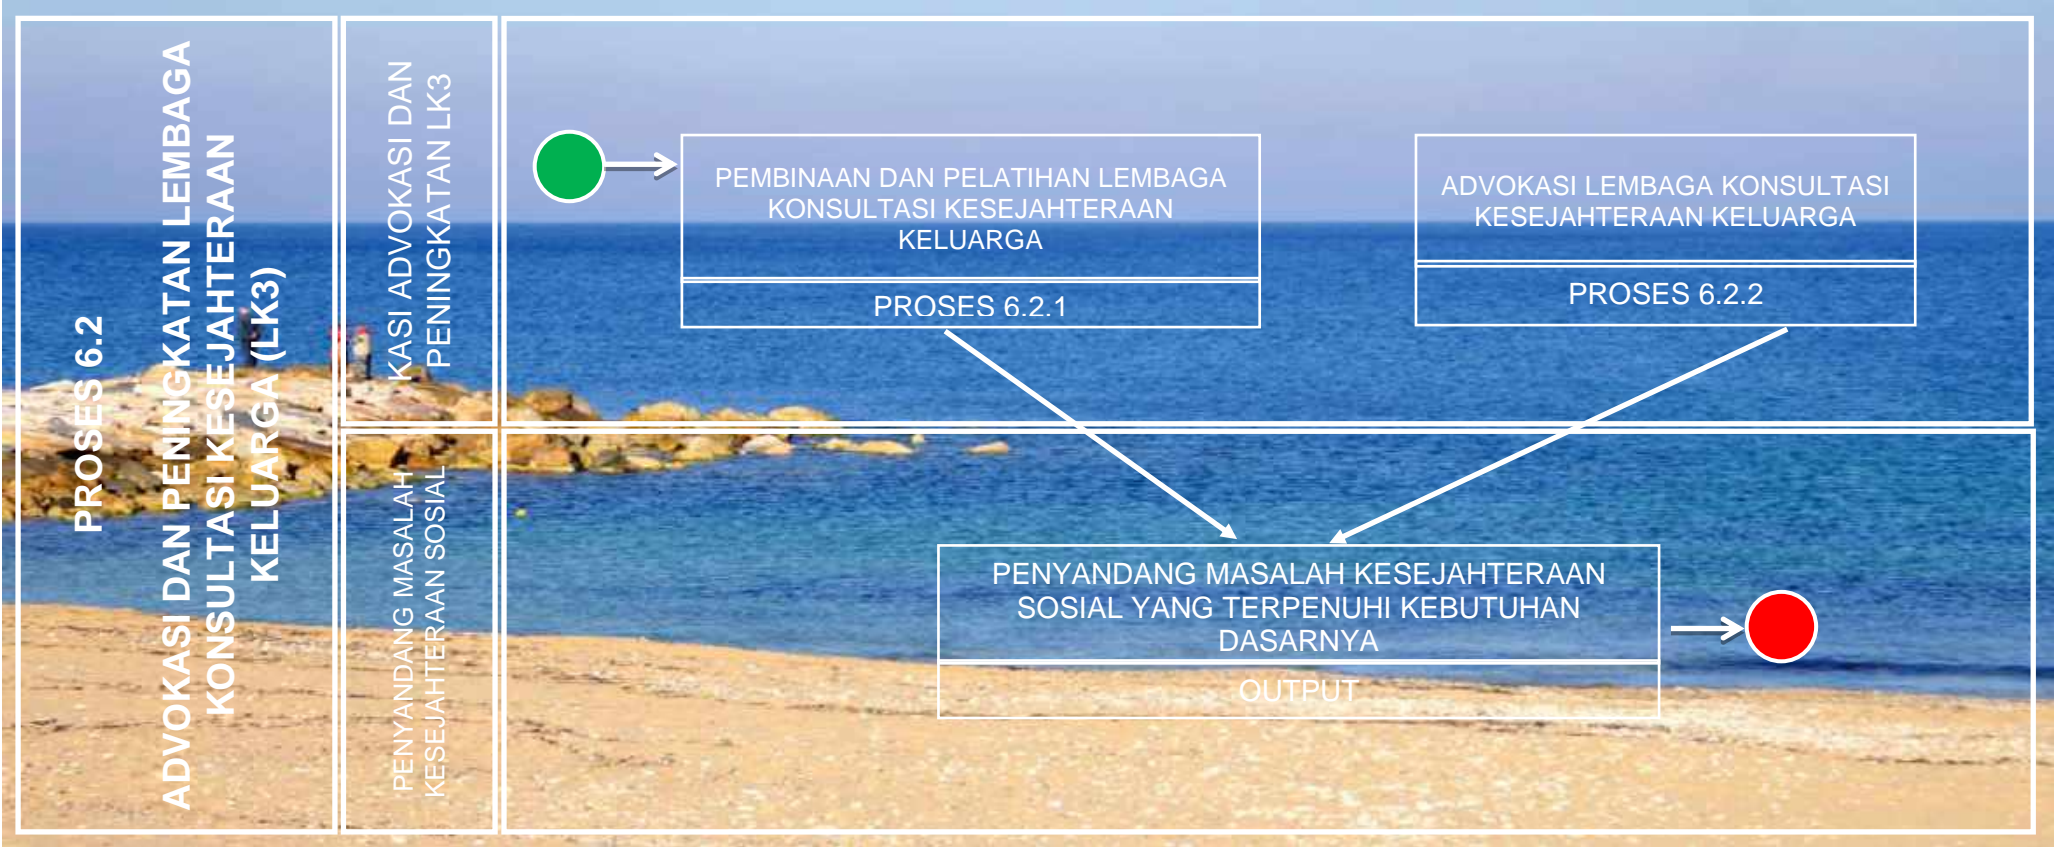 PROSES 6.2
ADVOKASI DAN PENINGKATAN LEMBAGA
KONSULTASI KESEJAHTERAAN
KELUARGA (LK3)
KASI ADVOKASI DAN
PENINGKATAN LK3
PEMBINAAN DAN PELATIHAN LEMBAGA
KONSULTASI KESEJAHTERAAN
KELUARGA
PROSES 6.2.1
ADVOKASI LEMBAGA KONSULTASI
KESEJAHTERAAN KELUARGA
PROSES 6.2.2
PENYANDANG MASALAH
KESEJAHTERAAN SOSIAL
PENYANDANG MASALAH KESEJAHTERAAN
SOSIAL YANG TERPENUHI KEBUTUHAN
DASARNYA
OUTPUT